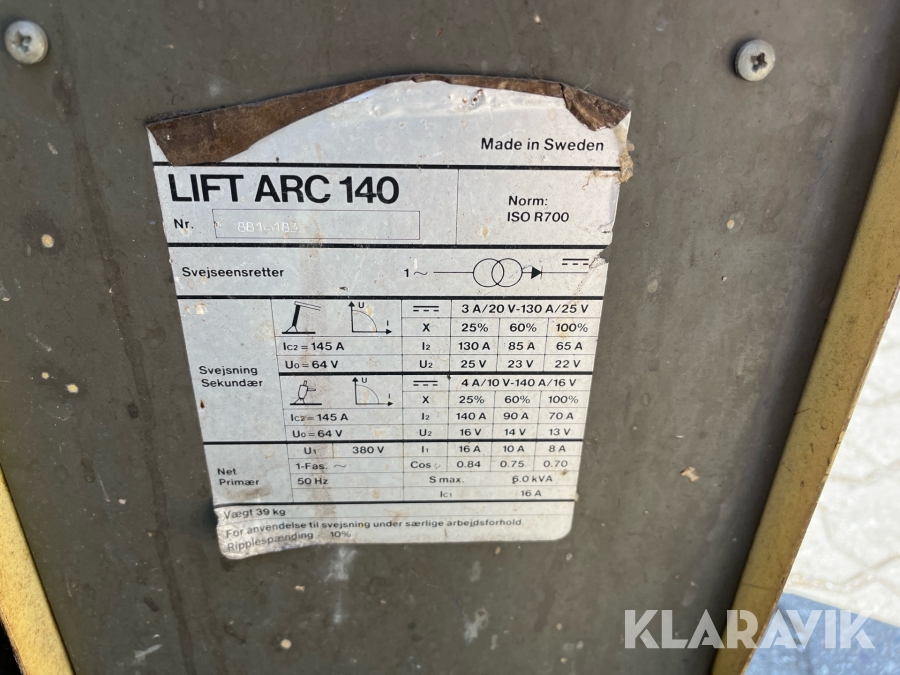 Made in Sweden
LIFT ARC 140
Norm:
ISO R700
Nr. 881-183
Svejseensretter 1 ~
3 A/20 V-130 A/25 V
U
I
X 25% 60% 100%
Ic2 = 145 A I2 130 A 85 A 65 A
U0 = 64 V U2 25 V 23 V 22 V
Svejsning
Sekundær
4 A/10 V-140 A/16 V
U
I
X 25% 60% 100%
Ic2 = 145 A I2 140 A 90 A 70 A
U0 = 64 V U2 16 V 14 V 13 V
Net
Primær
U1 380 V I1 16 A 10 A 8 A
1-Fas. ~ Cos 0.84 0.75 0.70
50 Hz S max. 6.0 kVA
Ic1 16 A
Vægt 39 kg
For anvendelse til svejsning under særlige arbejdsforhold
Ripplespænding 10%
KLARAVIK